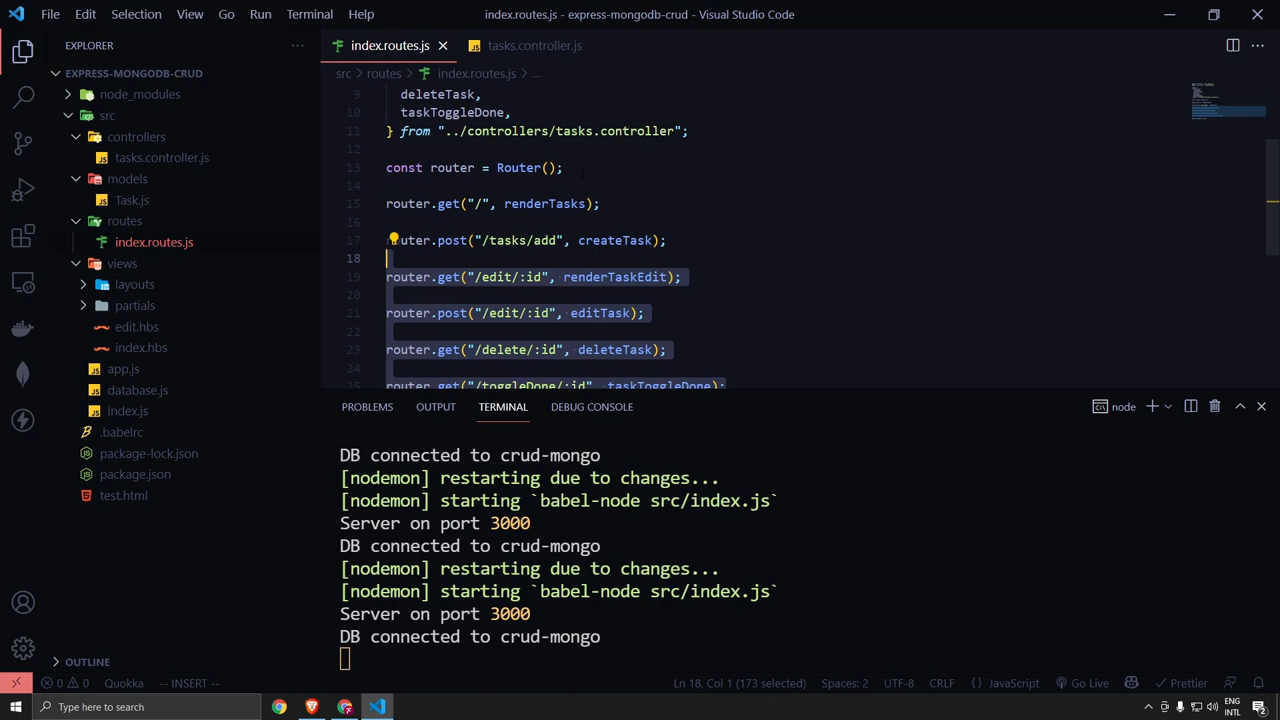 File Edit Selection View Go Run Terminal Help
index.routes.js - express-mongodb-crud - Visual Studio Code
EXPLORER
EXPRESS-MONGODB-CRUD
node_modules
src
controllers
tasks.controller.js
models
Task.js
routes
index.routes.js
views
layouts
partials
edit.hbs
index.hbs
app.js
database.js
index.js
.babelrc
package-lock.json
package.json
test.html
OUTLINE
index.routes.js
tasks.controller.js
src > routes > index.routes.js > ...
9 deleteTask,
10 taskToggleDone,
11 } from "../controllers/tasks.controller";
12
13 const router = Router();
14
15 router.get("/", renderTasks);
16
17 router.post("/tasks/add", createTask);
18
19 router.get("/edit/:id", renderTaskEdit);
20
21 router.post("/edit/:id", editTask);
22
23 router.get("/delete/:id", deleteTask);
24
25 router.get("/toggleDone/:id", taskToggleDone);
PROBLEMS OUTPUT TERMINAL DEBUG CONSOLE
node
DB connected to crud-mongo
[nodemon] restarting due to changes...
[nodemon] starting `babel-node src/index.js`
Server on port 3000
DB connected to crud-mongo
[nodemon] restarting due to changes...
[nodemon] starting `babel-node src/index.js`
Server on port 3000
DB connected to crud-mongo
0 0 Quokka -- INSERT -- Ln 18, Col 1 (173 selected) Spaces: 2 UTF-8 CRLF {} JavaScript Go Live Prettier
Type here to search
ENG
INTL